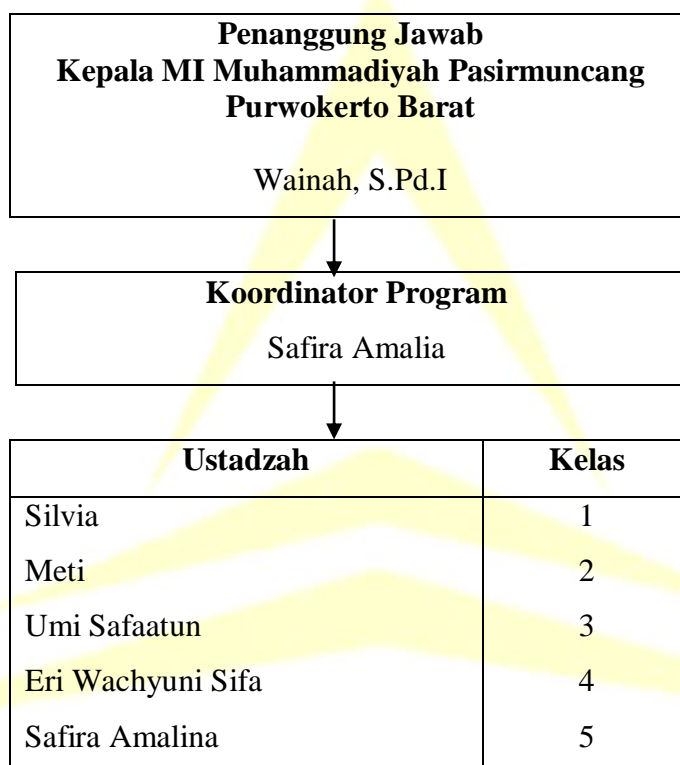 Penanggung Jawab
Kepala MI Muhammadiyah Pasirmuncang
Purwokerto Barat
Wainah, S.Pd.I
Koordinator Program
Safira Amalia
Ustadzah Kelas
Silvia 1
Meti 2
Umi Safaatun 3
Eri Wachyuni Sifa 4
Safira Amalina 5